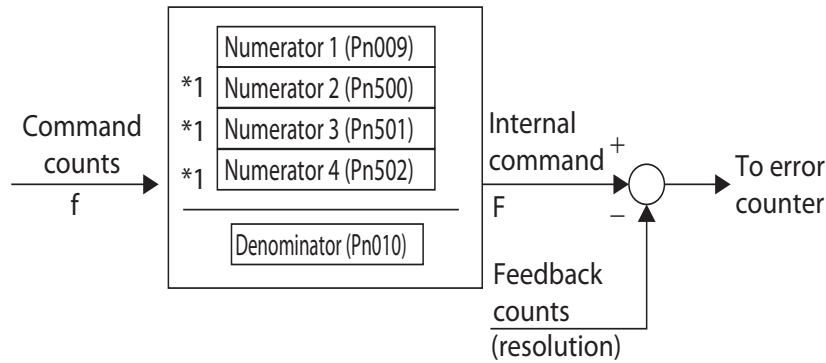 Command
counts
f
Numerator 1 (Pn009)
*1 Numerator 2 (Pn500)
*1 Numerator 3 (Pn501)
*1 Numerator 4 (Pn502)
Denominator (Pn010)
Internal
command
F
+
−
To error
counter
Feedback
counts
(resolution)